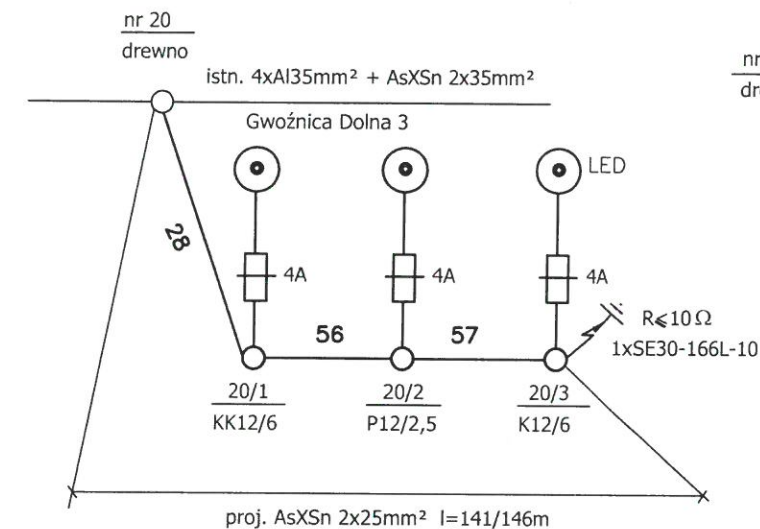 nr 20
drewno
istn. 4xAl35mm² + AsXSn 2x35mm²
Gwoźnica Dolna 3
LED
28
4A
4A
4A
56
57
R⩽10Ω
1xSE30-166L-10
20/1
KK12/6
20/2
P12/2,5
20/3
K12/6
proj. AsXSn 2x25mm² l=141/146m
nr